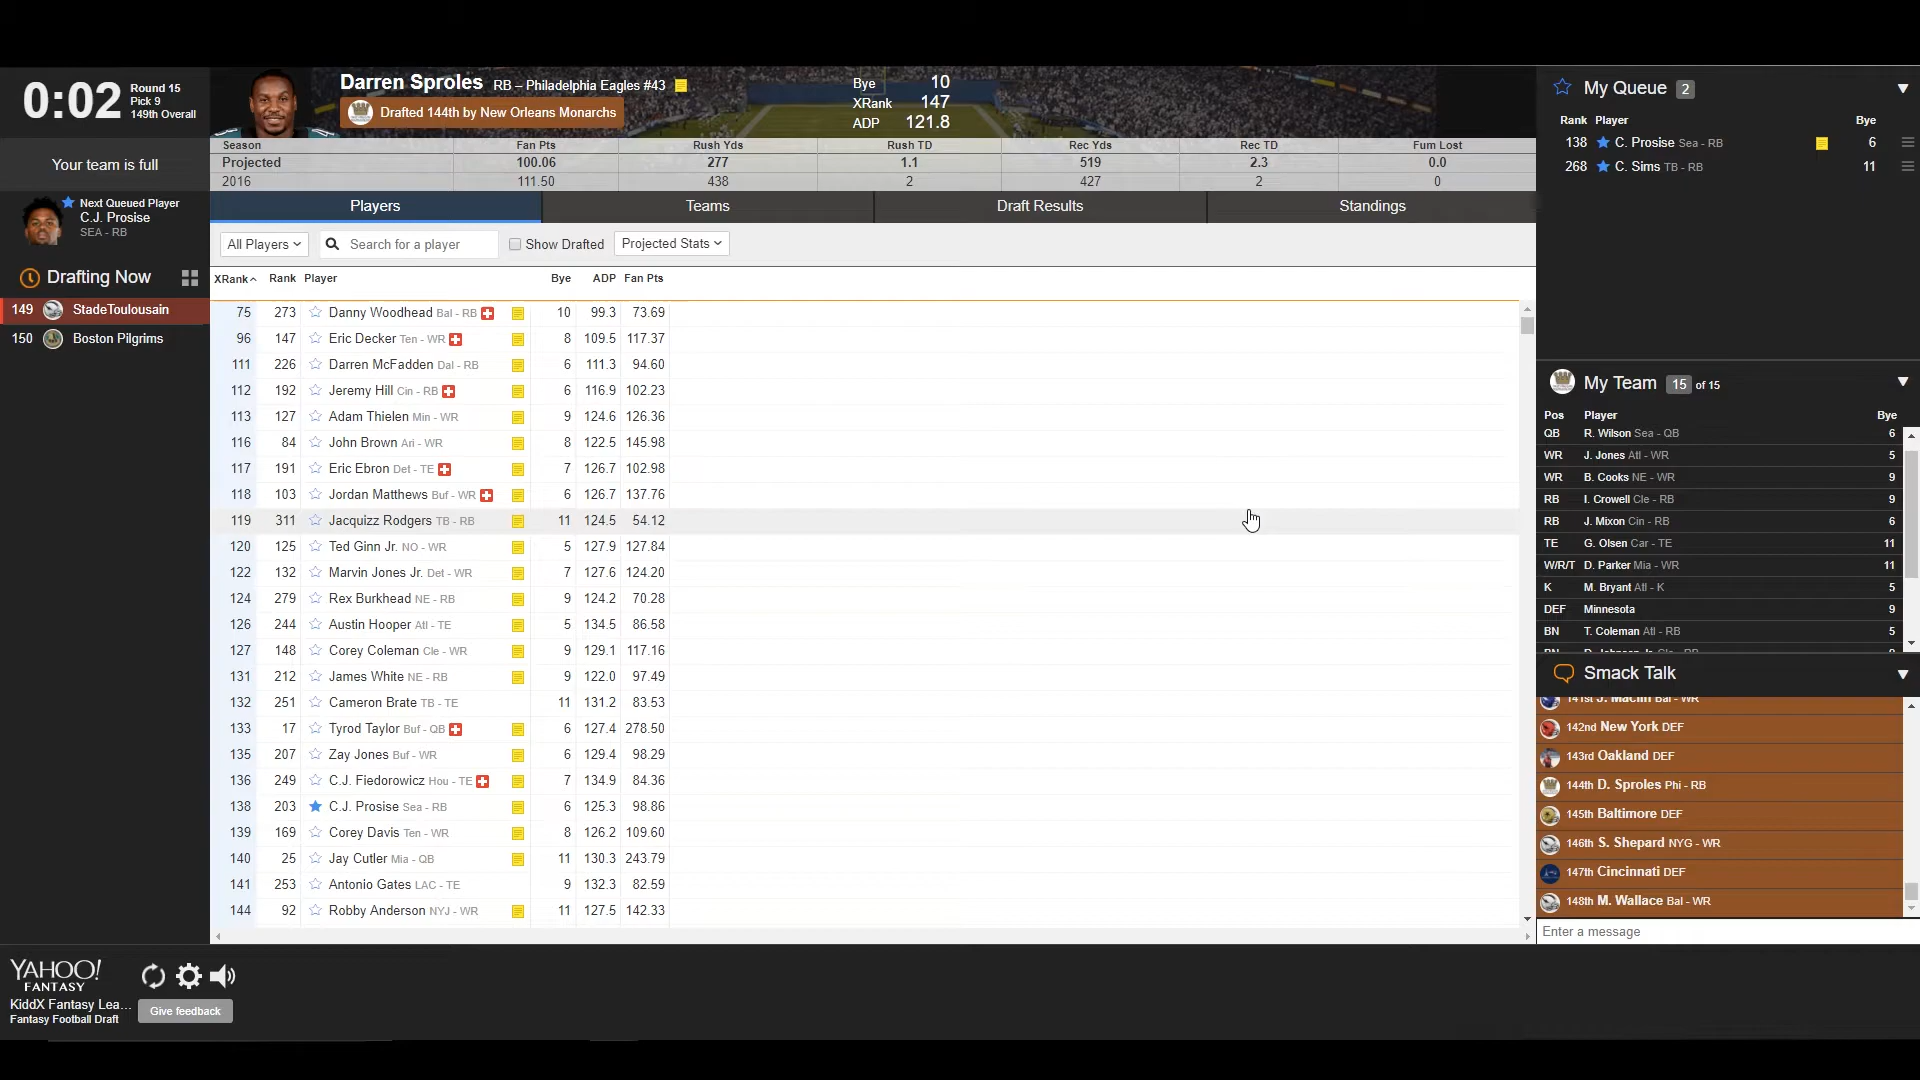 0:02
Round 15
Pick 9
149th Overall
Your team is full
Next Queued Player
C.J. Prosise
SEA - RB
Drafting Now
149 StadeToulousain
150 Boston Pilgrims
Darren Sproles RB – Philadelphia Eagles #43
Drafted 144th by New Orleans Monarchs
Bye 10
XRank 147
ADP 121.8
Season Fan Pts Rush Yds Rush TD Rec Yds Rec TD Fum Lost
Projected 100.06 277 1.1 519 2.3 0.0
2016 111.50 438 2 427 2 0
Players Teams Draft Results Standings
All Players Search for a player Show Drafted Projected Stats
XRank Rank Player Bye ADP Fan Pts
75 273 Danny Woodhead Bal - RB 10 99.3 73.69
96 147 Eric Decker Ten - WR 8 109.5 117.37
111 226 Darren McFadden Dal - RB 6 111.3 94.60
112 192 Jeremy Hill Cin - RB 6 116.9 102.23
113 127 Adam Thielen Min - WR 9 124.6 126.36
116 84 John Brown Ari - WR 8 122.5 145.98
117 191 Eric Ebron Det - TE 7 126.7 102.98
118 103 Jordan Matthews Buf - WR 6 126.7 137.76
119 311 Jacquizz Rodgers TB - RB 11 124.5 54.12
120 125 Ted Ginn Jr. NO - WR 5 127.9 127.84
122 132 Marvin Jones Jr. Det - WR 7 127.6 124.20
124 279 Rex Burkhead NE - RB 9 124.2 70.28
126 244 Austin Hooper Atl - TE 5 134.5 86.58
127 148 Corey Coleman Cle - WR 9 129.1 117.16
131 212 James White NE - RB 9 122.0 97.49
132 251 Cameron Brate TB - TE 11 131.2 83.53
133 17 Tyrod Taylor Buf - QB 6 127.4 278.50
135 207 Zay Jones Buf - WR 6 129.4 98.29
136 249 C.J. Fiedorowicz Hou - TE 7 134.9 84.36
138 203 C.J. Prosise Sea - RB 6 125.3 98.86
139 169 Corey Davis Ten - WR 8 126.2 109.60
140 25 Jay Cutler Mia - QB 11 130.3 243.79
141 253 Antonio Gates LAC - TE 9 132.3 82.59
144 92 Robby Anderson NYJ - WR 11 127.5 142.33
My Queue 2
Rank Player Bye
138 C. Prosise Sea - RB 6
268 C. Sims TB - RB 11
My Team 15 of 15
Pos Player Bye
QB R. Wilson Sea - QB 6
WR J. Jones Atl - WR 5
WR B. Cooks NE - WR 9
RB I. Crowell Cle - RB 9
RB J. Mixon Cin - RB 6
TE G. Olsen Car - TE 11
W/R/T D. Parker Mia - WR 11
K M. Bryant Atl - K 5
DEF Minnesota 9
BN T. Coleman Atl - RB 5
Smack Talk
141st J. Maclin Bal - WR
142nd New York DEF
143rd Oakland DEF
144th D. Sproles Phi - RB
145th Baltimore DEF
146th S. Shepard NYG - WR
147th Cincinnati DEF
148th M. Wallace Bal - WR
Enter a message
YAHOO!
FANTASY
KiddX Fantasy Lea...
Fantasy Football Draft
Give feedback